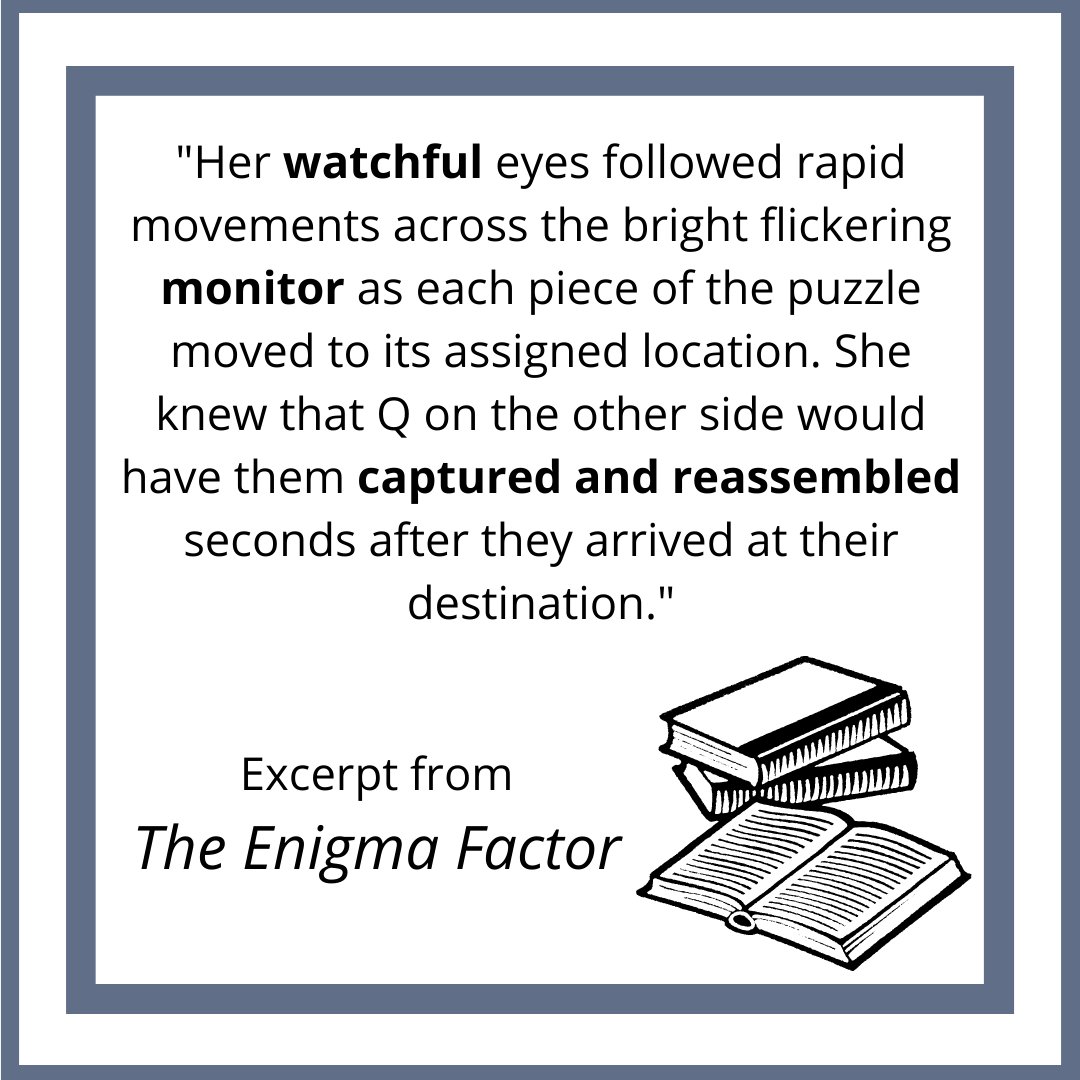 "Her watchful eyes followed rapid
movements across the bright flickering
monitor as each piece of the puzzle
moved to its assigned location. She
knew that Q on the other side would
have them captured and reassembled
seconds after they arrived at their
destination."
Excerpt from
The Enigma Factor